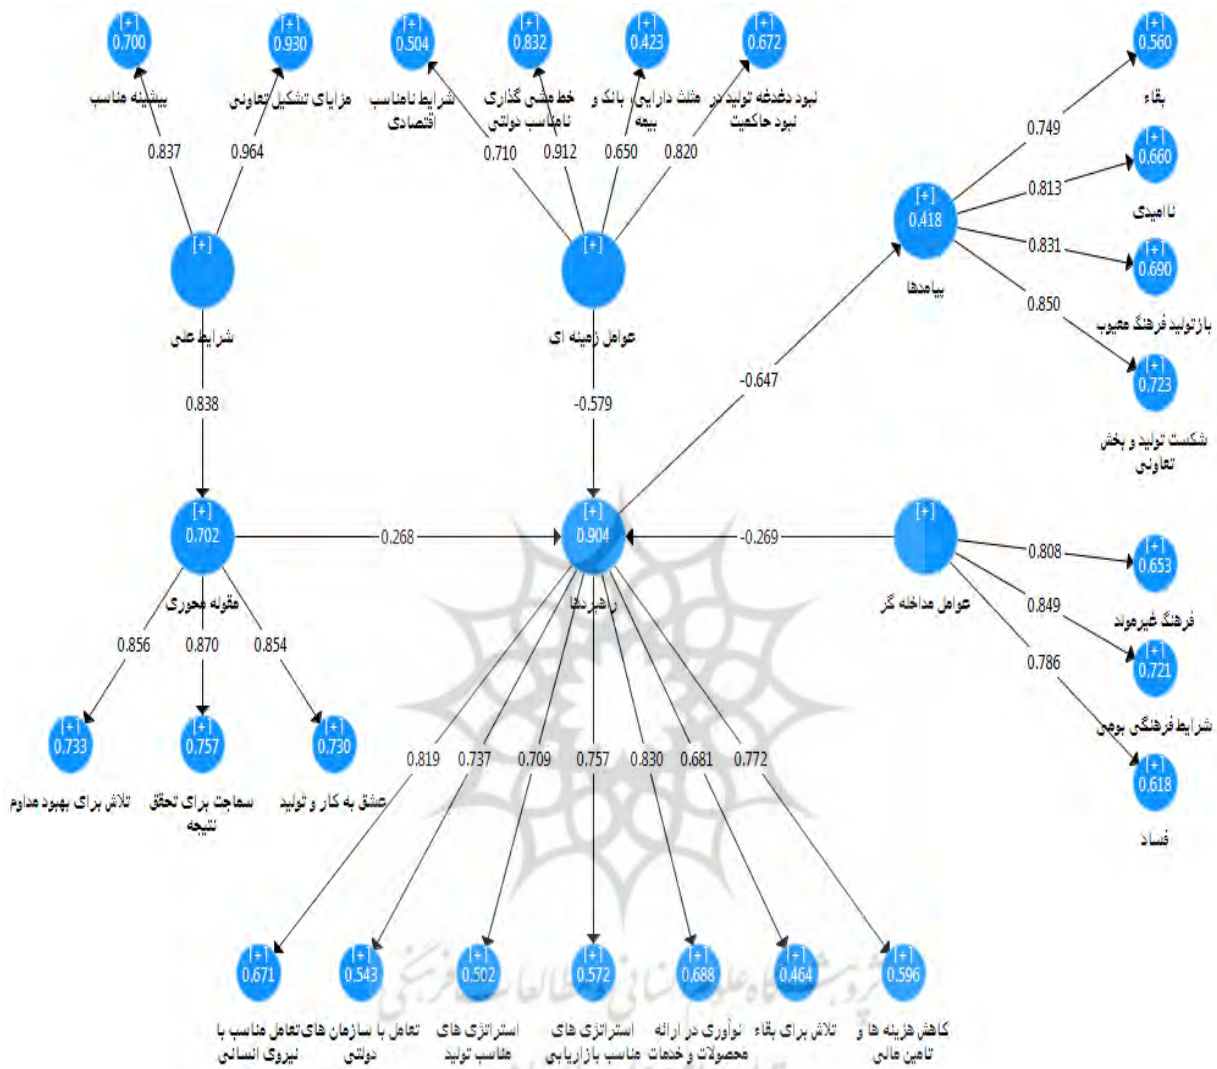 [+] [+] [+] [+] [+] [+] [+]
0.700 0.930 0.504 0.832 0.423 0.672 0.560
پیشینه مناسب
مزایای تشکیل تعاونی
شرایط نامناسب
اقتصادی
خط مشی گذاری
نامناسب دولتی
مثلث دارایی، بانک و
بیمه
نبود دغدغه تولید در
نبود حاکمیت
بقاء
0.837 0.964 0.710 0.912 0.650 0.820 0.749
[+]
0.660
ناامیدی
0.813
[+]
0.418
پیامدها
0.831
[+]
0.690
بازتولید فرهنگ معیوب
0.850
[+]
0.723
شکست تولید و بخش
تعاونی
[+]
شرایط علی
[+]
عوامل زمینه ای
0.838
-0.579
-0.647
[+]
0.702
مقوله محوری
0.268
[+]
0.904
راهبردها
-0.269
[+]
عوامل مداخله گر
0.808
[+]
0.653
فرهنگ غیرمولد
0.849
[+]
0.721
شرایط فرهنگی بومی
0.786
[+]
0.618
فساد
0.856 0.870 0.854
[+] [+] [+]
0.733 0.757 0.730
تلاش برای بهبود مداوم
سماجت برای تحقق
نتیجه
عشق به کار و تولید
0.819 0.737 0.709 0.757 0.830 0.681 0.772
[+] [+] [+] [+] [+] [+] [+]
0.671 0.543 0.502 0.572 0.688 0.464 0.596
پژوهشگاه علوم انسانی و مطالعات فرهنگی
تعامل مناسب با
نیروی انسانی
تعامل با سازمان های
دولتی
استراتژی های
مناسب تولید
استراتژی های
مناسب بازاریابی
نوآوری در ارائه
محصولات و خدمات
تلاش برای بقاء
کاهش هزینه ها و
تامین مالی